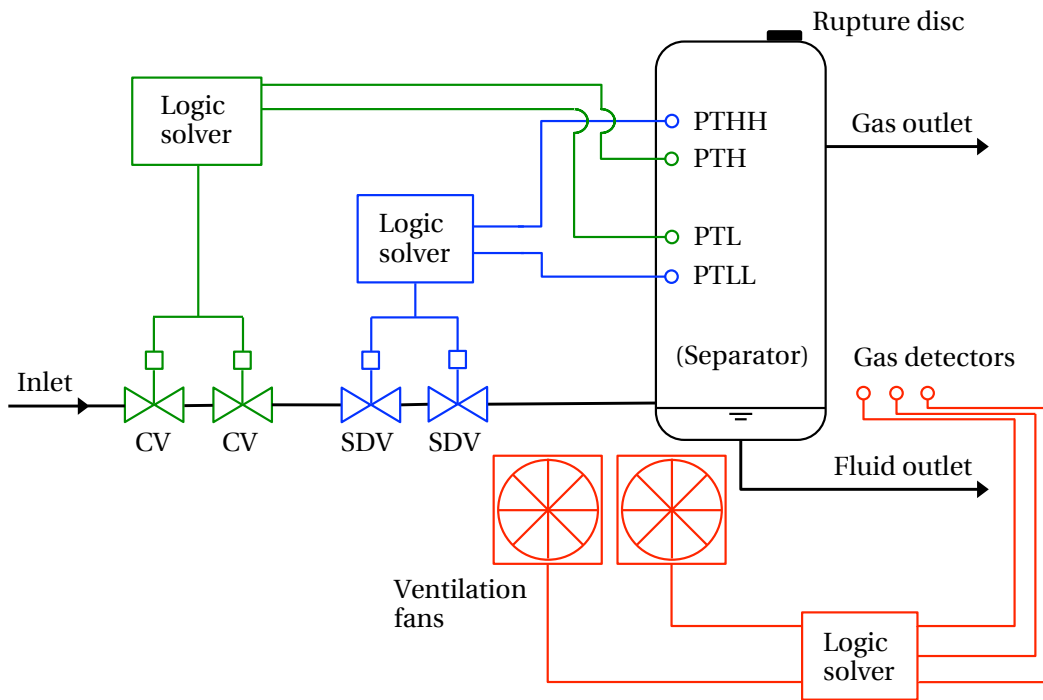 Rupture disc
Logic
solver
PTHH
Gas outlet
PTH
Logic
solver
PTL
PTLL
(Separator)
Gas detectors
Inlet
CV
CV
SDV
SDV
Fluid outlet
Ventilation
fans
Logic
solver